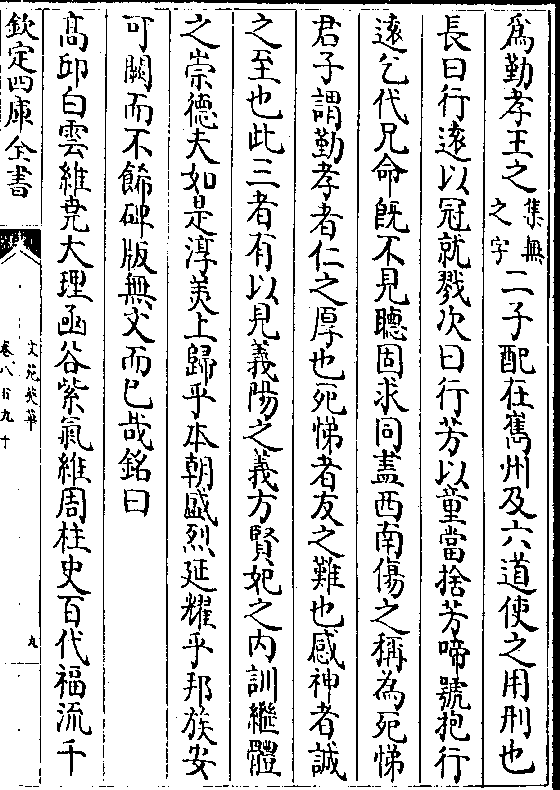 為勤孝王之集無之字二子配在嶲州及六道使之用刑也
長曰行遠以冠就戮次曰行芳以童當捨芳啼號抱行
遠乞代兄命旣不見聽固求同盡西南傷之稱為死悌
君子謂勤孝者仁之厚也死悌者友之難也感神者誠
之至也此三者有以見義陽之義方賢妃之内訓繼體
之崇德夫如是淳美上歸乎本朝盛烈延耀乎邦族安
可闕而不飾碑版無文而已哉銘曰
髙邱白雲維堯大理函谷紫氣維周柱史百代福流千
欽定四庫全書
文苑英華
卷八百九十
九